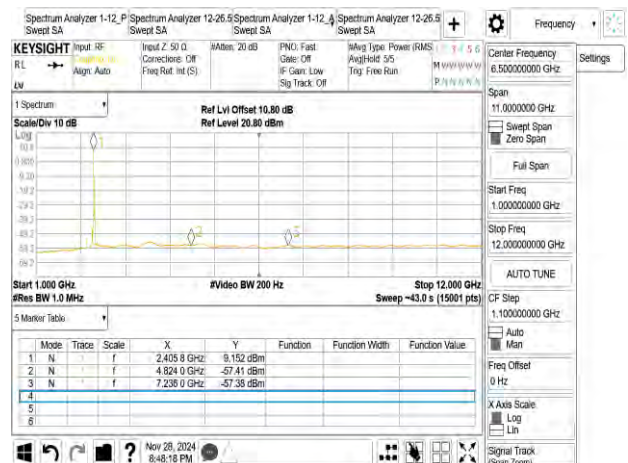 Spectrum Analyzer 1-12_P Spectrum Analyzer 12-26.5 Spectrum Analyzer 1-12_A Spectrum Analyzer 12-26.5
Swept SA Swept SA Swept SA Swept SA
+
Frequency
Settings
KEYSIGHT
RL
Input: RF
Align: Auto
Input Z: 50 Ω
Corrections: Off
Freq Ref: Int (S)
#Atten: 20 dB
PNO: Fast
Gate: Off
IF Gain: Low
Sig Track: Off
#Avg Type: Power (RMS
Avg|Hold: 5/5
Trig: Free Run
M W W W W W
P N N N N N
1 Spectrum
Scale/Div 10 dB
Log
Ref Lvl Offset 10.80 dB
Ref Level 20.80 dBm
1
2
3
Start 1.000 GHz #Video BW 200 Hz Stop 12.000 GHz
#Res BW 1.0 MHz Sweep ~43.0 s (15001 pts)
5 Marker Table
Mode Trace Scale X Y Function Function Width Function Value
1 N f 2.405 8 GHz 9.152 dBm
2 N f 4.824 0 GHz -57.41 dBm
3 N f 7.238 0 GHz -57.38 dBm
4
5
6
Center Frequency
6.500000000 GHz
Span
11.0000000 GHz
Swept Span
Zero Span
Full Span
Start Freq
1.000000000 GHz
Stop Freq
12.000000000 GHz
AUTO TUNE
CF Step
1.100000000 GHz
Auto
Man
Freq Offset
0 Hz
X Axis Scale
Log
Lin
Signal Track
(Span Zoom)
?
Nov 28, 2024
8:48:18 PM